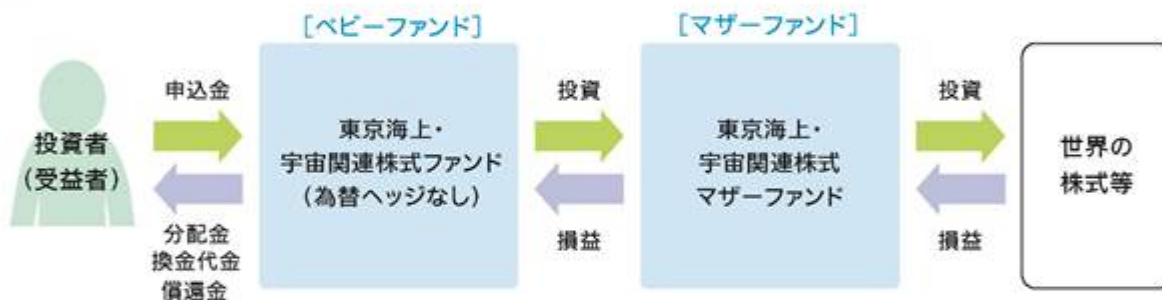 [ベビーファンド]
[マザーファンド]
投資者
(受益者)
申込金
分配金
換金代金
償還金
東京海上・
宇宙関連株式ファンド
(為替ヘッジなし)
投資
損益
東京海上・
宇宙関連株式
マザーファンド
投資
損益
世界の
株式等